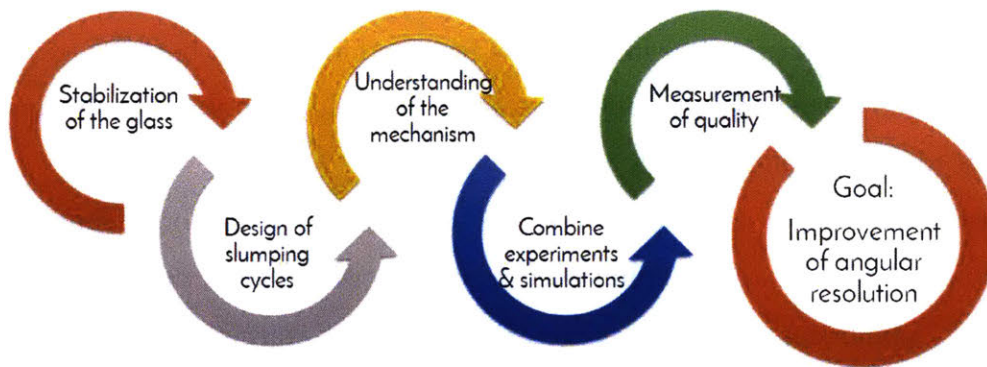 Stabilization
of the glass
Design of
slumping
cycles
Understanding
of the
mechanism
Combine
experiments
& simulations
Measurement
of quality
Goal:
Improvement
of angular
resolution